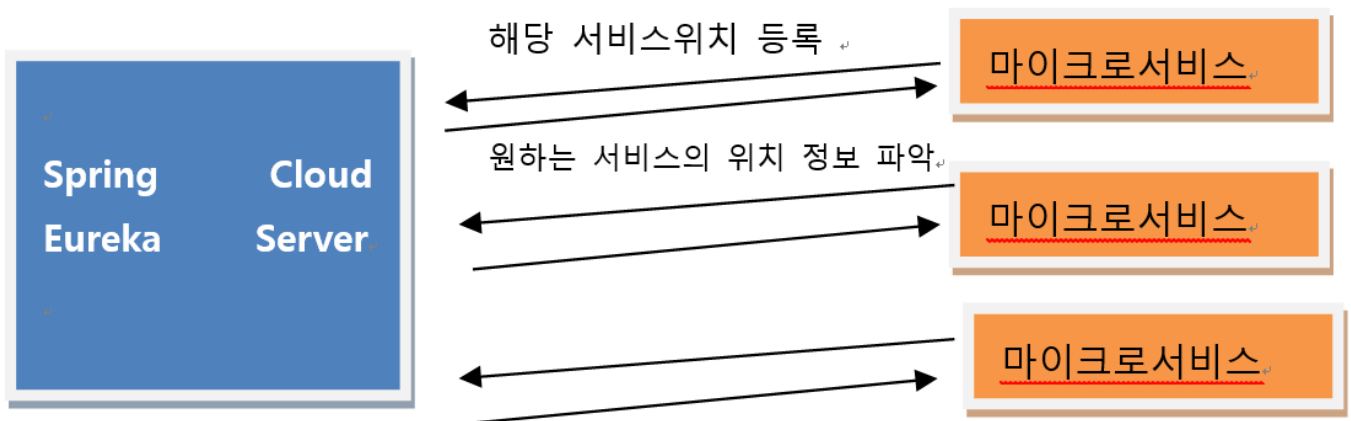 해당 서비스위치 등록
마이크로서비스
Spring Cloud
Eureka Server
원하는 서비스의 위치 정보 파악
마이크로서비스
마이크로서비스